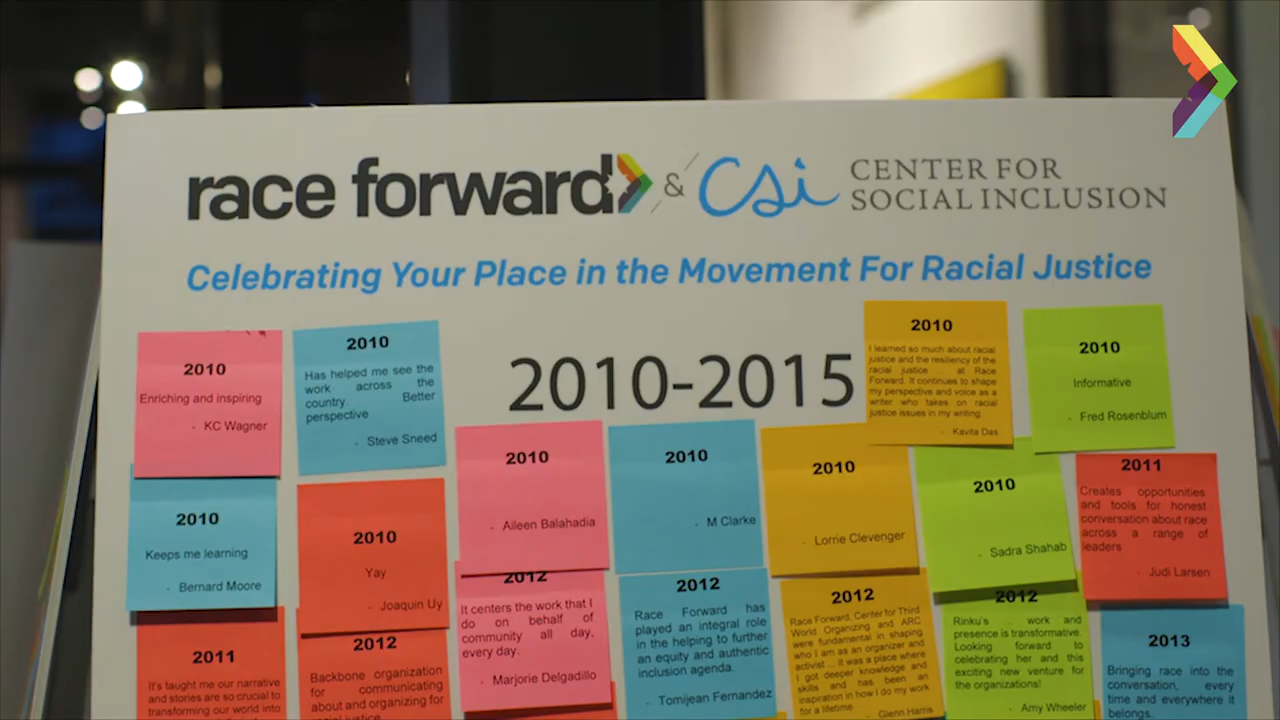 race forward & csi CENTER FOR
SOCIAL INCLUSION
Celebrating Your Place in the Movement For Racial Justice
2010-2015
2010
Enriching and inspiring
- KC Wagner
2010
Has helped me see the
work across the
country. Better
perspective
- Steve Sneed
2010
I learned so much about racial
justice and the resiliency of the
racial justice at Race
Forward. It continues to shape
my perspective and voice as a
writer who takes on racial
justice issues in my writing.
- Kavita Das
2010
Informative
- Fred Rosenblum
2010
Keeps me learning
- Bernard Moore
2010
Yay
- Joaquin Uy
2010
- Aileen Balahadia
2010
- M Clarke
2010
- Lorrie Clevenger
2010
- Sadra Shahab
2011
Creates opportunities
and tools for honest
conversation about race
across a range of
leaders
- Judi Larsen
2011
It's taught me our narrative
and stories are so crucial to
transforming our world into
2012
Backbone organization
for communicating
about and organizing for
racial justice
2012
It centers the work that I
do on behalf of
community all day,
every day.
- Marjorie Delgadillo
2012
Race Forward has
played an integral role
in the helping to further
an equity and authentic
inclusion agenda.
- Tomijean Fernandez
2012
Race Forward, Center for Third
World Organizing and ARC
were fundamental in shaping
who I am as an organizer and
activist ... It was a place where
I got deeper knowledge and
skills and has been an
inspiration in how I do my work
for a lifetime.
- Glenn Harris
2012
Rinku's work and
presence is transformative.
Looking forward to
celebrating her and this
exciting new venture for
the organizations!
- Amy Wheeler
2013
Bringing race into the
conversation, every
time and everywhere it
belongs.